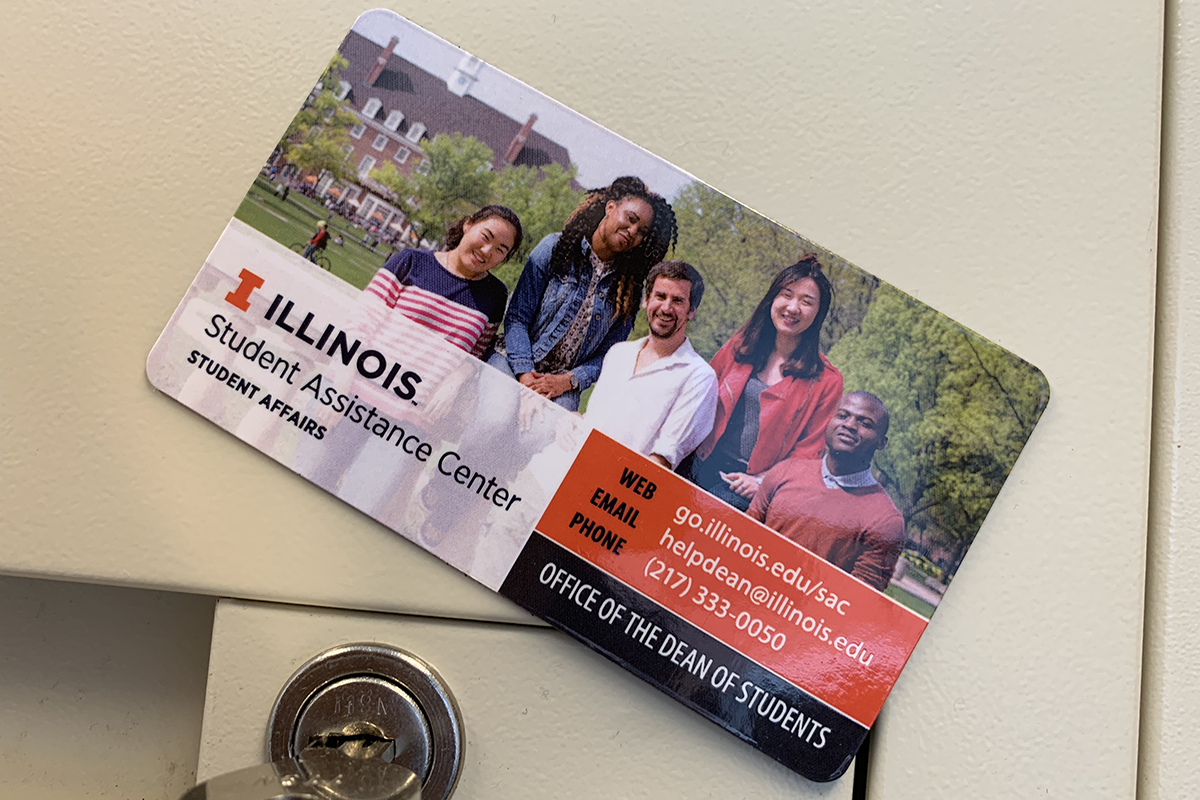 I ILLINOIS™
Student Assistance Center
STUDENT AFFAIRS
WEB go.illinois.edu/sac
EMAIL helpdean@illinois.edu
PHONE (217) 333-0050
OFFICE OF THE DEAN OF STUDENTS